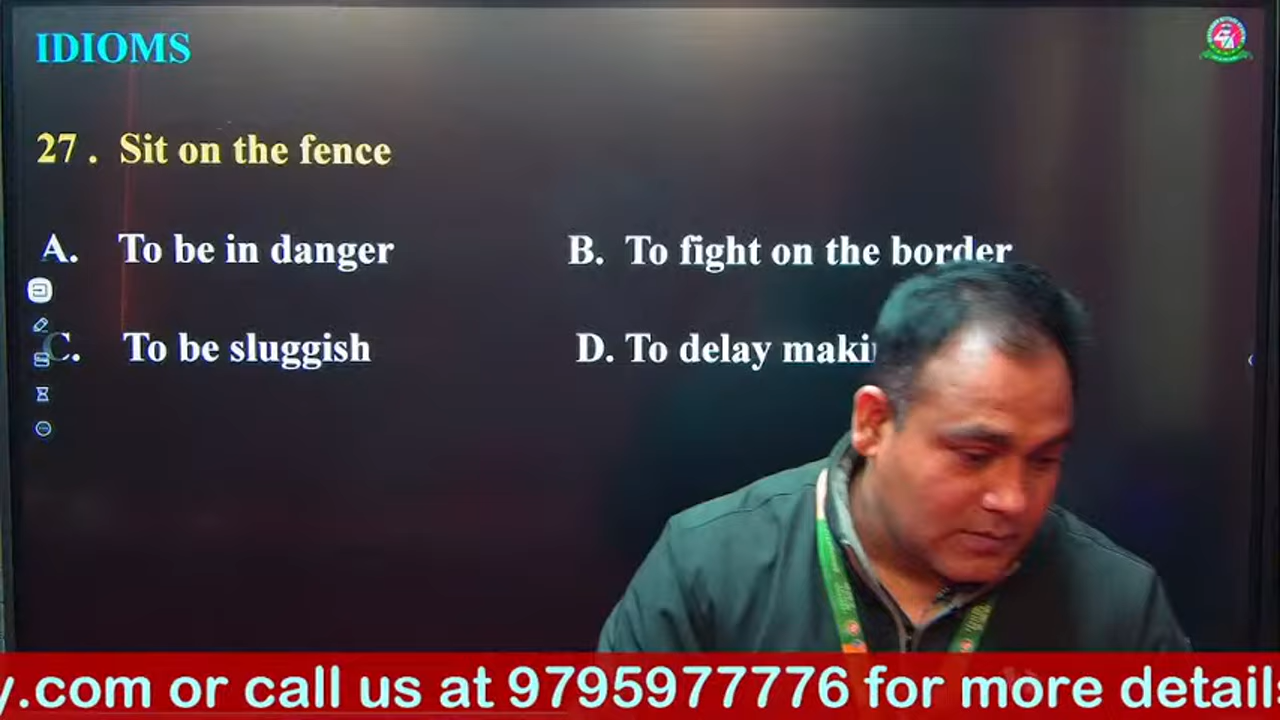 IDIOMS
27 . Sit on the fence
A. To be in danger B. To fight on the border
C. To be sluggish D. To delay
y.com or call us at 9795977776 for more details